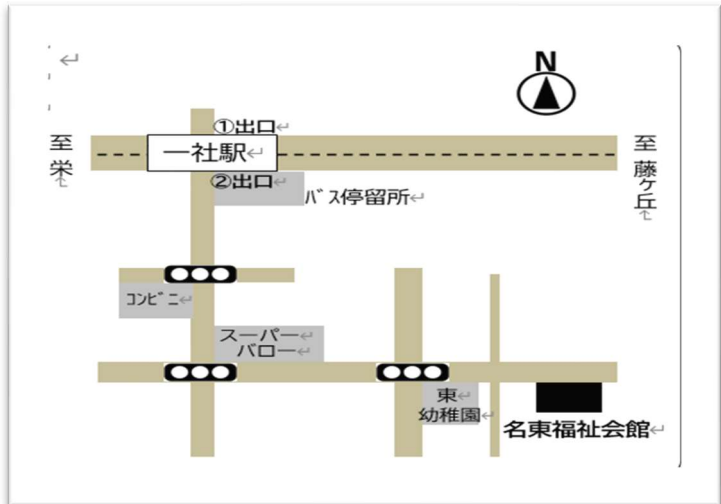 N
①出口
至 栄
一社駅
至 藤ヶ丘
②出口
バス停留所
コンビニ
スーパー
バロー
東
幼稚園
名東福祉会館